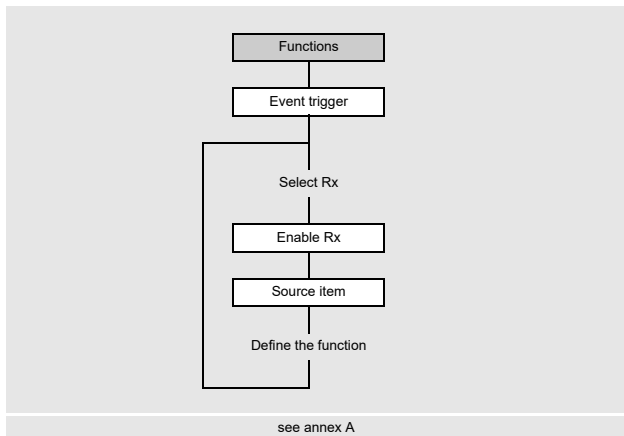 Functions
Event trigger
Select Rx
Enable Rx
Source item
Define the function
see annex A